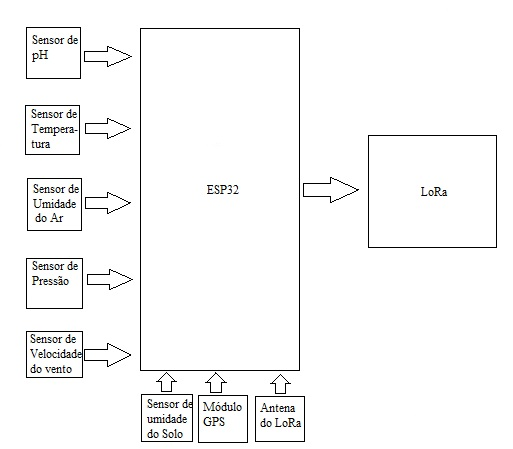 Sensor de
pH
Sensor de
Tempera-
tura
Sensor de
Umidade
do Ar
Sensor de
Pressão
Sensor de
Velocidade
do vento
ESP32
LoRa
Sensor de
umidade
do Solo
Módulo
GPS
Antena
do LoRa